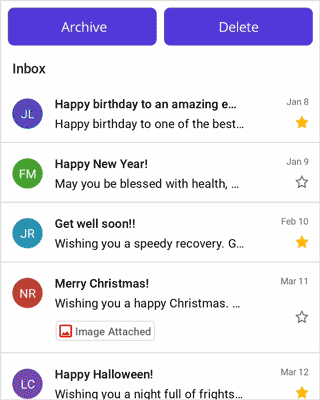 Archive
Delete
Inbox
JL
Happy birthday to an amazing e...
Jan 8
Happy birthday to one of the best...
FM
Happy New Year!
Jan 9
May you be blessed with health, ...
JR
Get well soon!!
Feb 10
Wishing you a speedy recovery. G...
NR
Merry Christmas!
Mar 11
Wishing you a happy Christmas. ...
Image Attached
LC
Happy Halloween!
Mar 12
Wishing you a night full of frights...